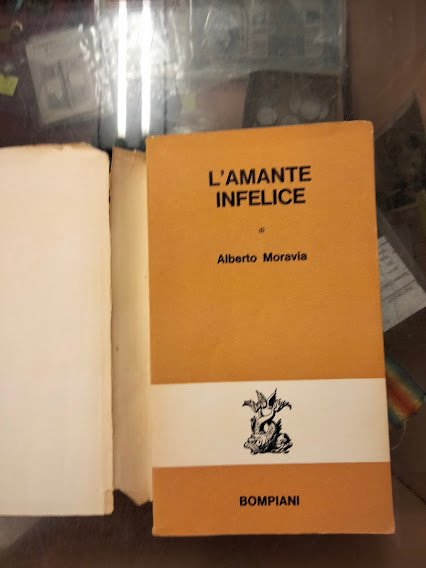 L'AMANTE
INFELICE
di
Alberto Moravia
BOMPIANI